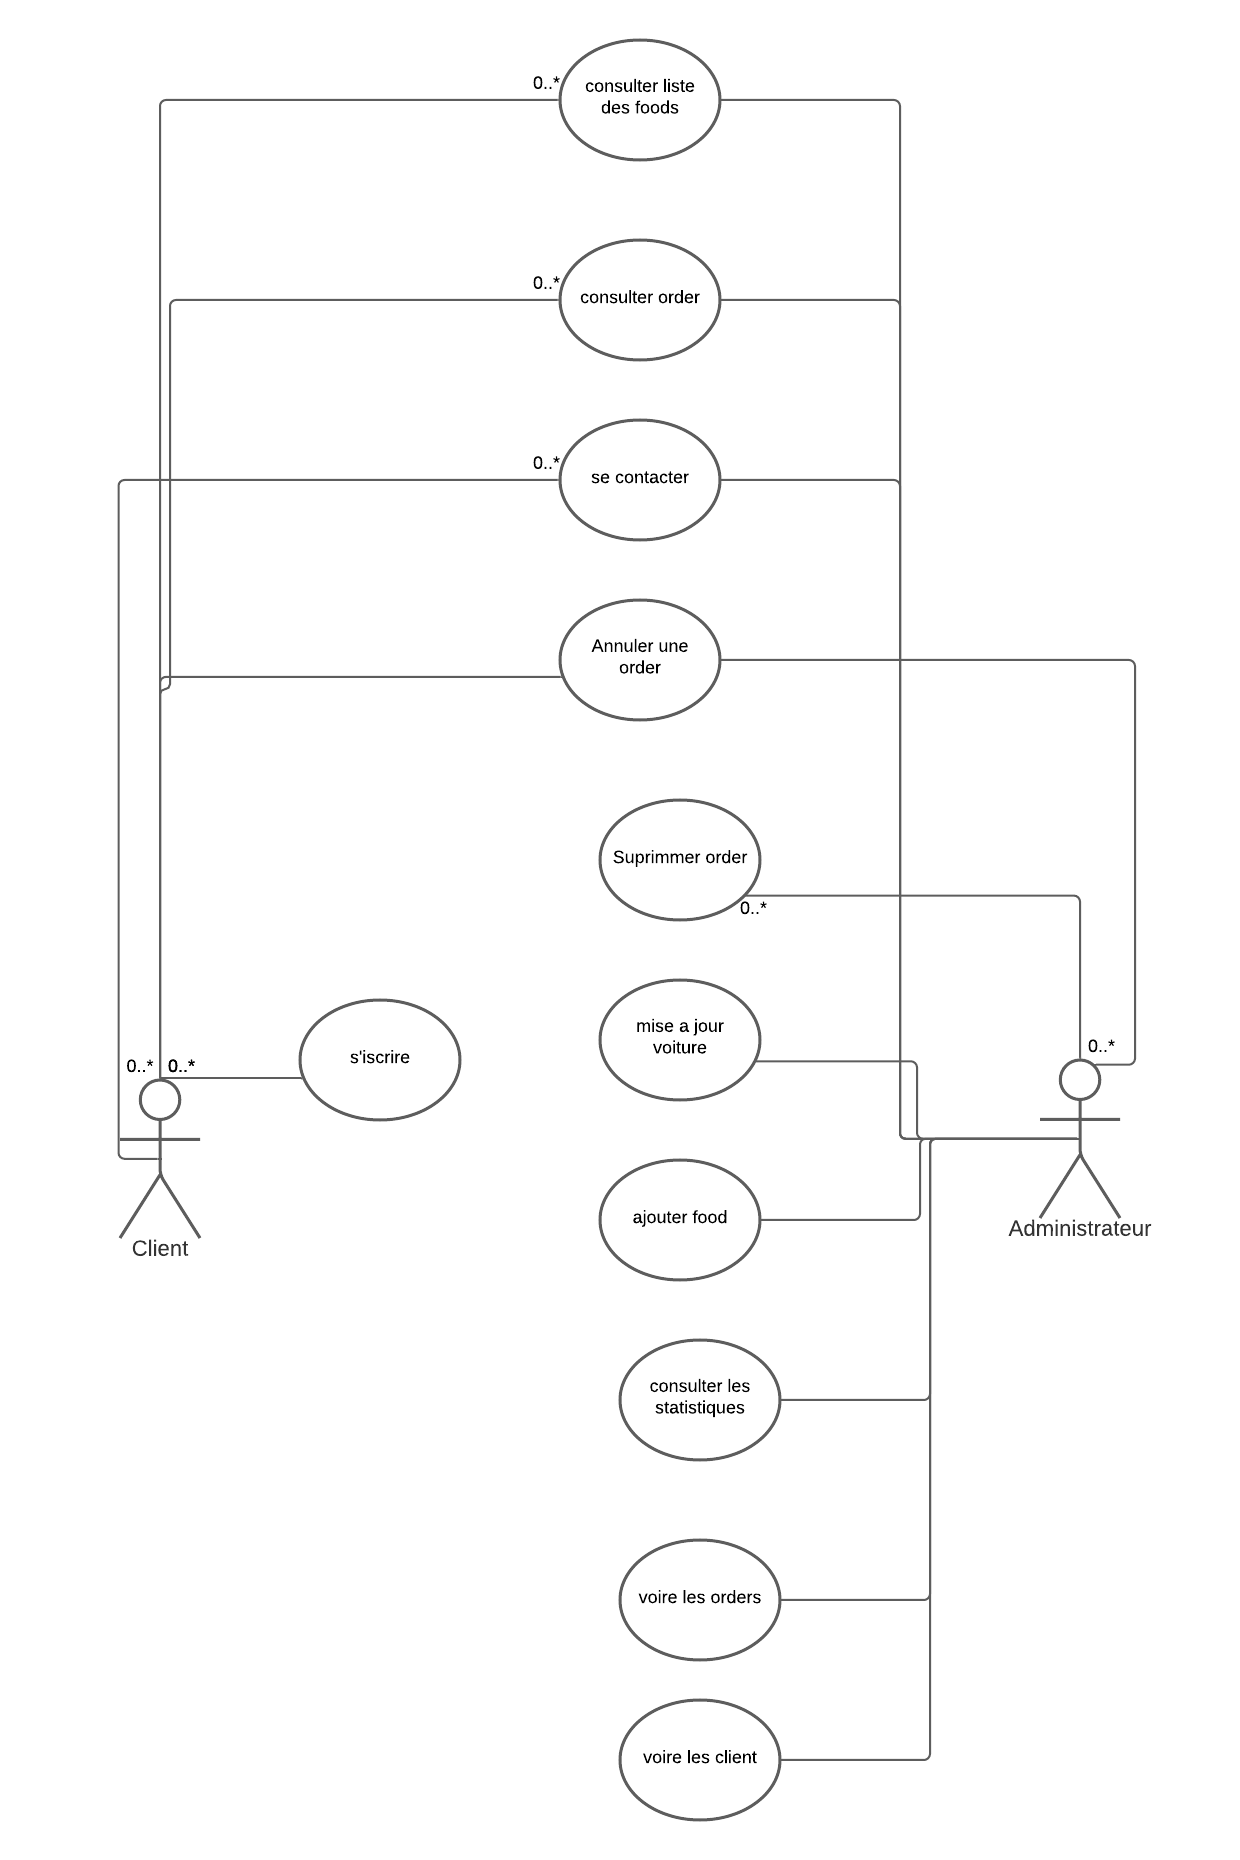 0..*
consulter liste
des foods
0..*
consulter order
0..*
se contacter
Annuler une
order
Suprimmer order
0..*
mise a jour
voiture
s'iscrire
0..*
0..*
0..*
ajouter food
Client
Administrateur
consulter les
statistiques
voire les orders
voire les client